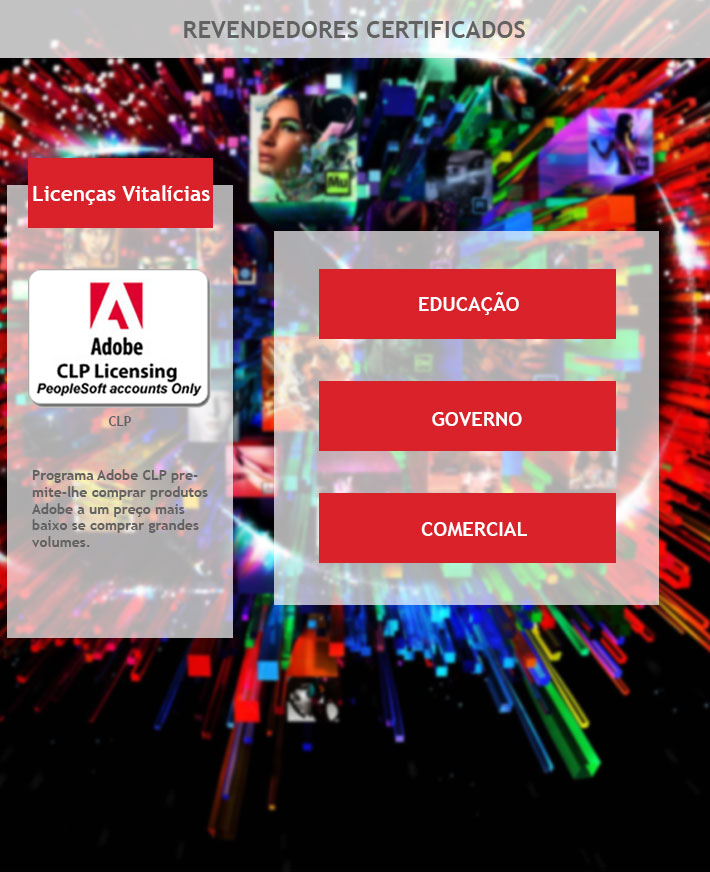 REVENDEDORES CERTIFICADOS
Licenças Vitalícias
Adobe
CLP Licensing
PeopleSoft accounts Only
CLP
Programa Adobe CLP pre-
mite-lhe comprar produtos
Adobe a um preço mais
baixo se comprar grandes
volumes.
EDUCAÇÃO
GOVERNO
COMERCIAL